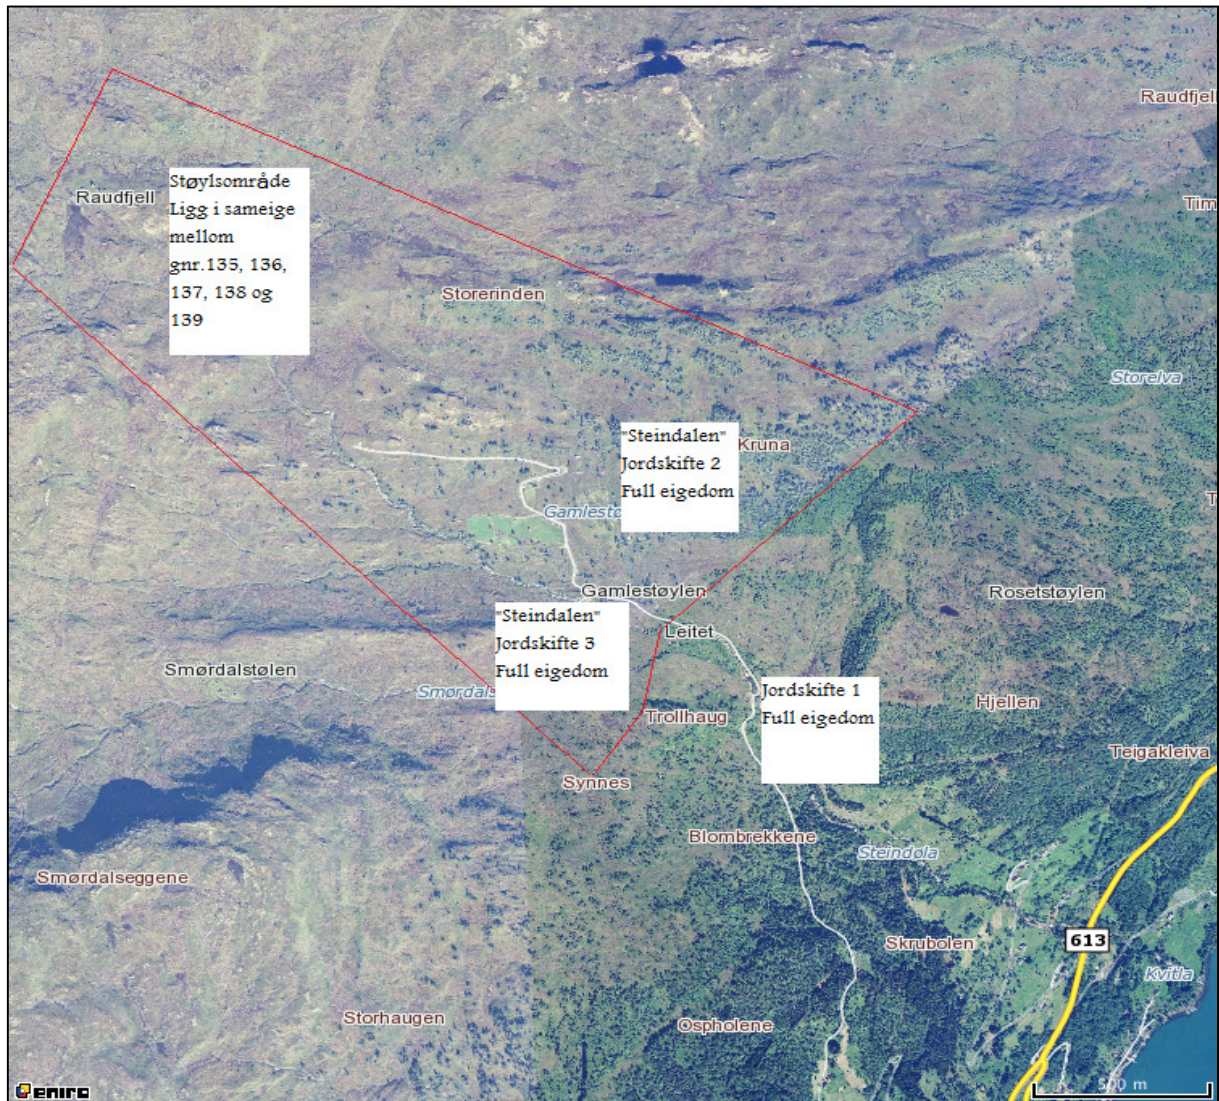 Raudfjell
Raudfjell
Støylsområde
Ligg i sameige
mellom
gnr.135, 136,
137, 138 og
139
Storerinden
Storelva
"Steindalen"
Jordskifte 2
Full eigedom
Kruna
Gamlestøylen
Rosetstøylen
"Steindalen"
Jordskifte 3
Full eigedom
Leitet
Smørdalstølen
Jordskifte 1
Full eigedom
Hjellen
Trollhaug
Teigakleiva
Synnes
Blombrekkene
Steindøla
Smørdalseggene
Skrubolen
613
Kvitla
Storhaugen
Ospholene
eniro
500 m